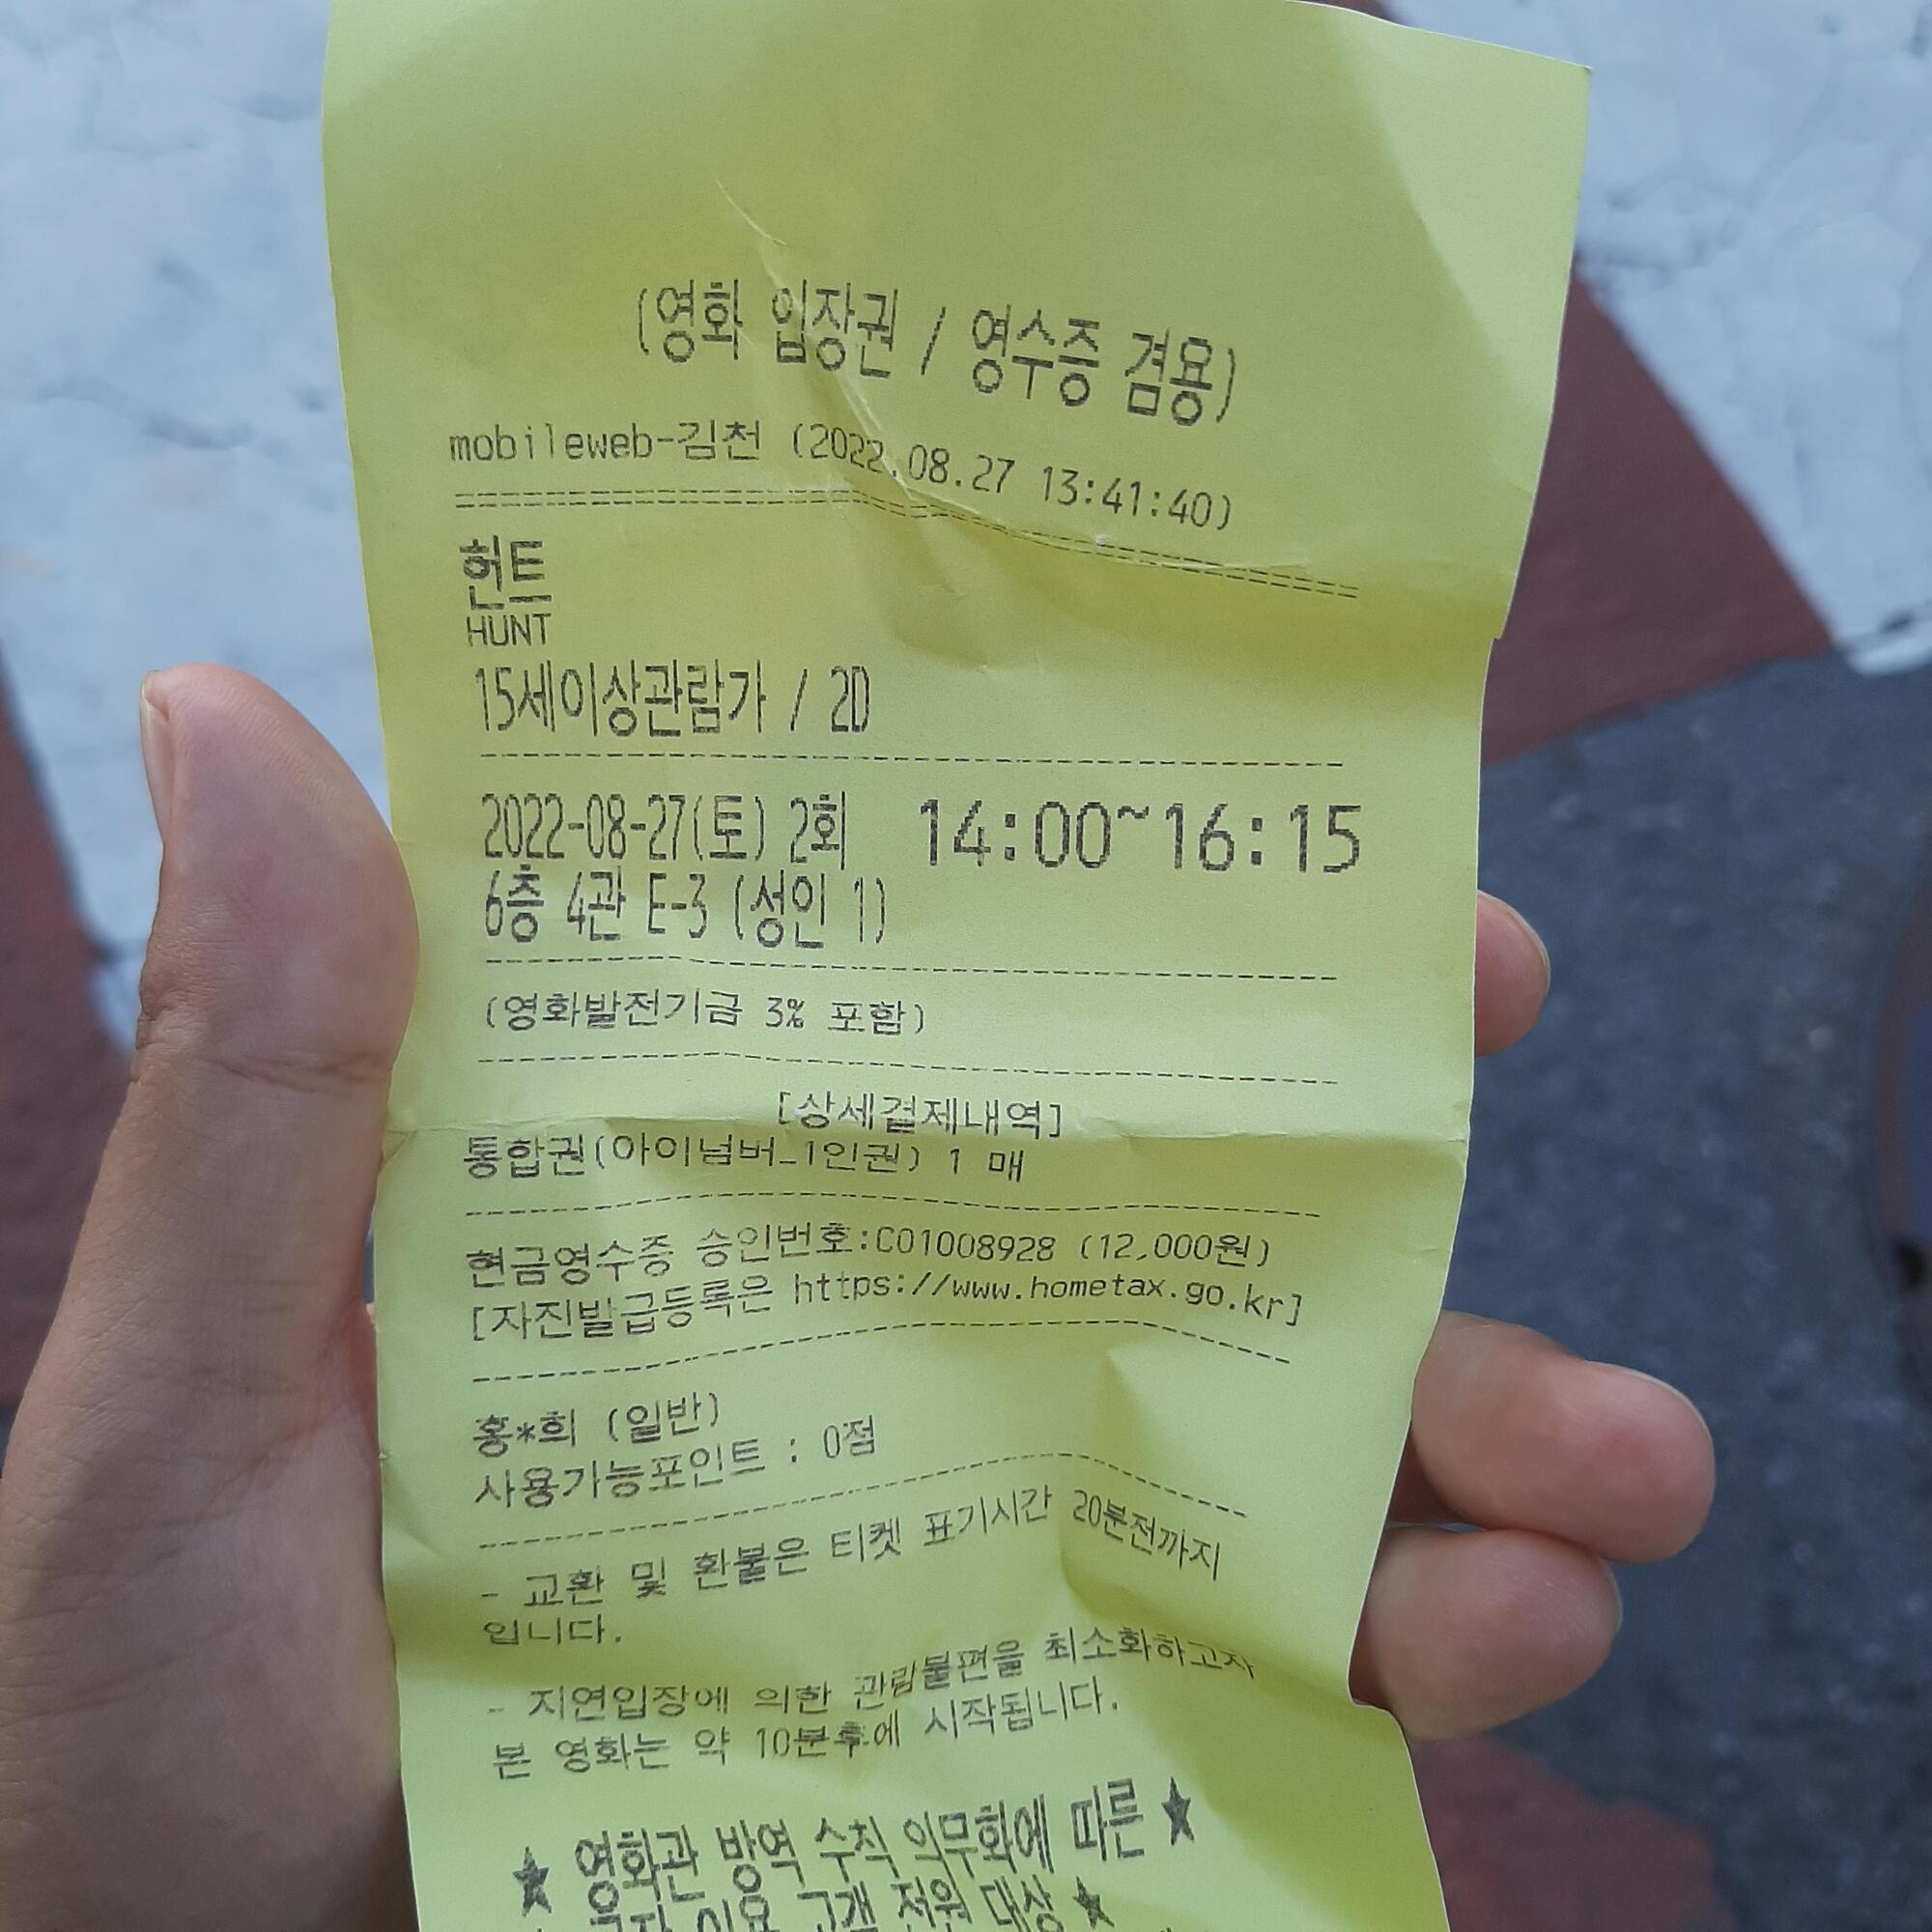 (영화 입장권 / 영수증 겸용)
mobileweb-김천 (2022.08.27 13:41:40)
헌트
HUNT
15세이상관람가 / 2D
2022-08-27(토) 2회 14:00~16:15
6층 4관 E-3 (성인 1)
(영화발전기금 3% 포함)
[상세결제내역]
통합권(아이넘버_1인권) 1 매
현금영수증 승인번호:C01008928 (12,000원)
[자진발급등록은 https://www.hometax.go.kr]
홍*희 (일반)
사용가능포인트 : 0점
- 교환 및 환불은 티켓 표기시간 20분전까지
입니다.
- 지연입장에 의한 관람불편을 최소화하고자
본 영화는 약 10분후에 시작됩니다.
★ 영화관 방역 수칙 의무화에 따른 ★
이용 고객 전원 대상 ★